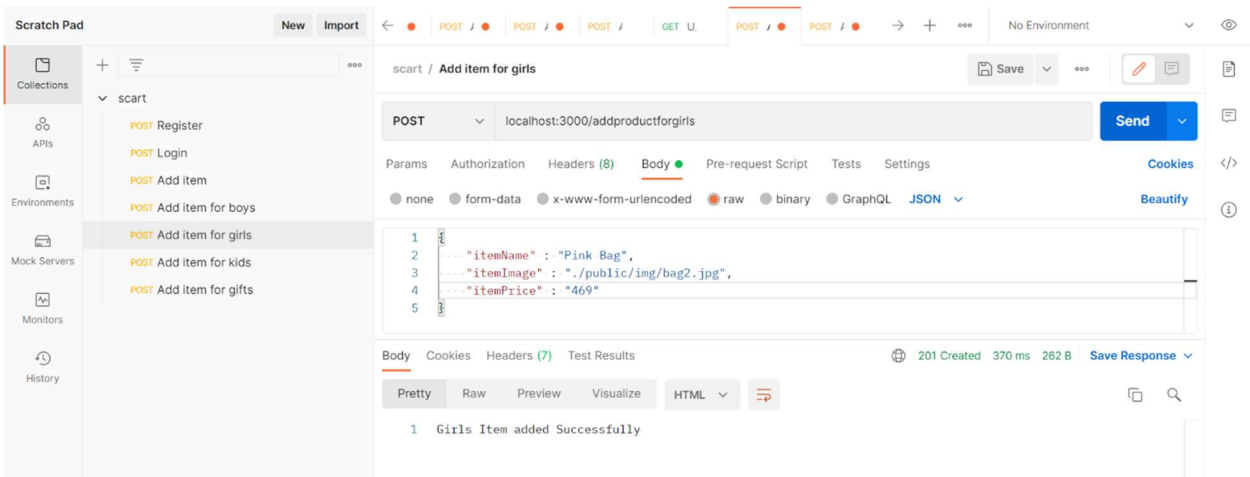 Scratch Pad New Import
POST POST POST GET U. POST POST No Environment
Collections
APIs
Environments
Mock Servers
Monitors
History
scart
POST Register
POST Login
POST Add item
POST Add item for boys
POST Add item for girls
POST Add item for kids
POST Add item for gifts
scart / Add item for girls Save
POST localhost:3000/addproductforgirls Send
Params Authorization Headers (8) Body Pre-request Script Tests Settings Cookies
none form-data x-www-form-urlencoded raw binary GraphQL JSON Beautify
1 {
2 "itemName" : "Pink Bag",
3 "itemImage" : "./public/img/bag2.jpg",
4 "itemPrice" : "469"
5 }
Body Cookies Headers (7) Test Results 201 Created 370 ms 262 B Save Response
Pretty Raw Preview Visualize HTML
1 Girls Item added Successfully